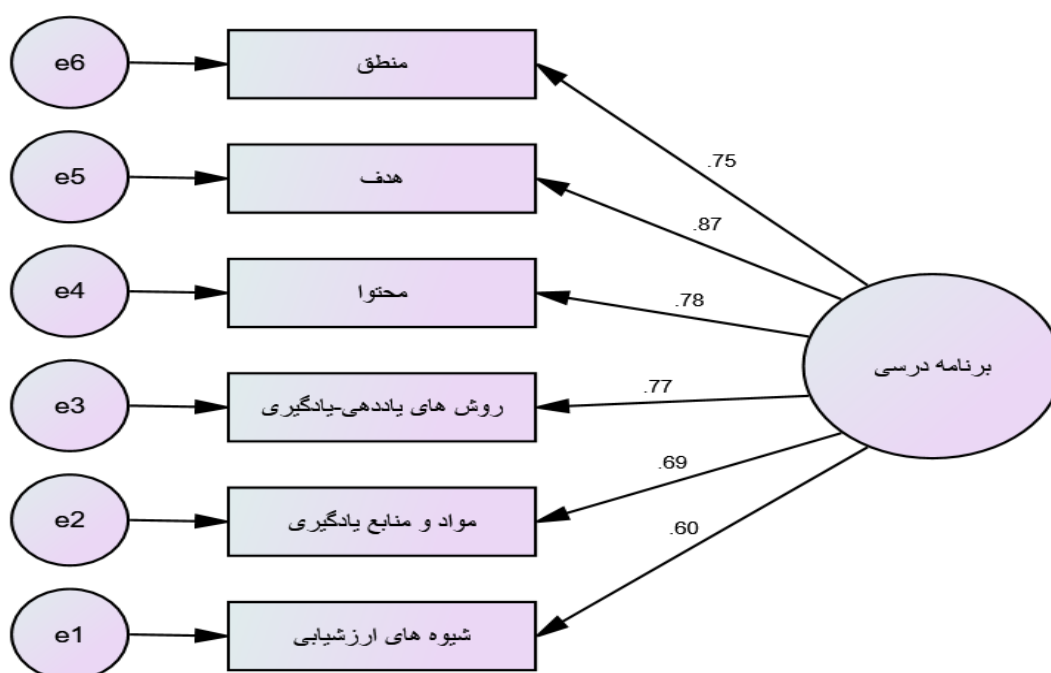 e6
منطق
.75
e5
هدف
.87
e4
محتوا
.78
برنامه درسی
e3
روش های یاددهی-یادگیری
.77
e2
مواد و منابع یادگیری
.69
e1
شیوه های ارزشیابی
.60